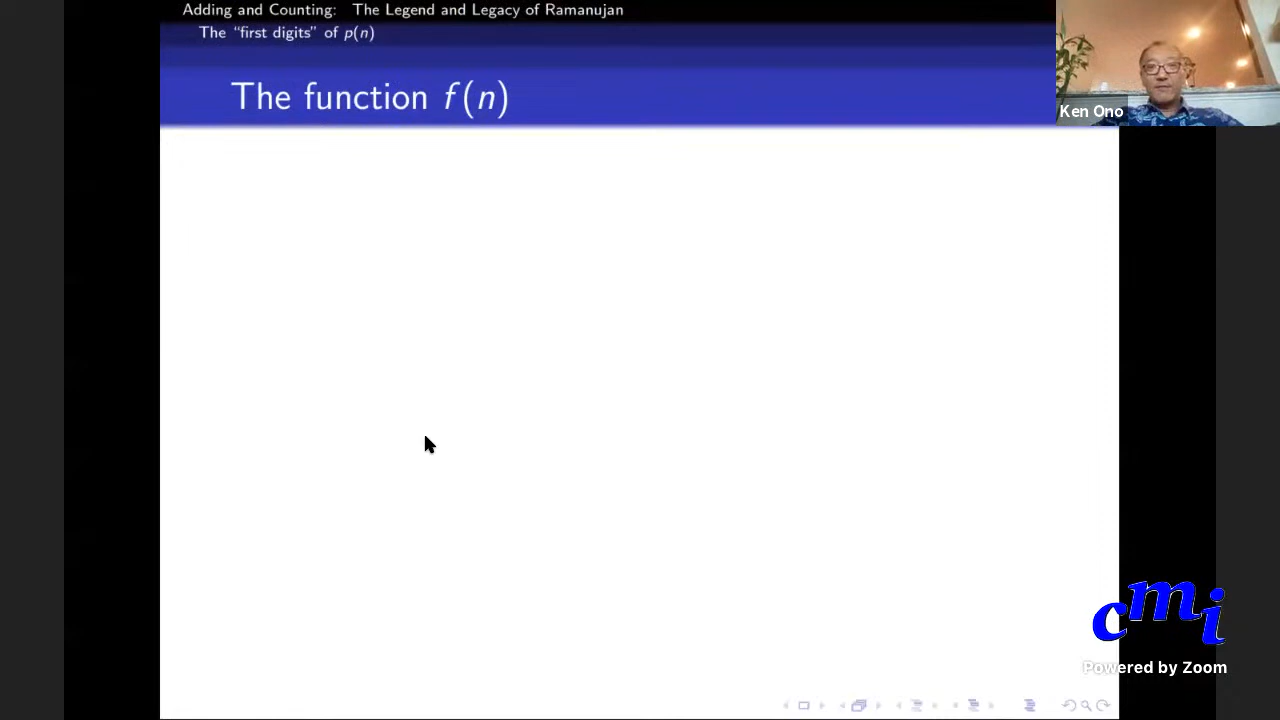 Adding and Counting: The Legend and Legacy of Ramanujan
The “first digits” of p(n)
The function f(n)
Ken Ono
cmi
Powered by Zoom